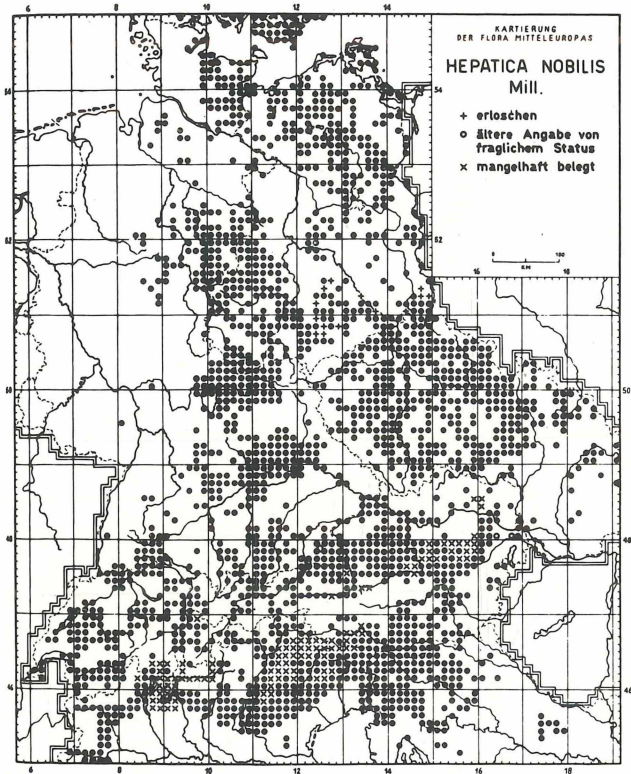 6 8 10 12 14
KARTIERUNG
DER FLORA MITTELEUROPAS
HEPATICA NOBILIS
Mill.
+ erloschen
o ältere Angabe von
fraglichem Status
x mangelhaft belegt
0 100
KM
54 54
52 52
16 18
50 50
48 48
46 46
6 8 10 12 14 16 18